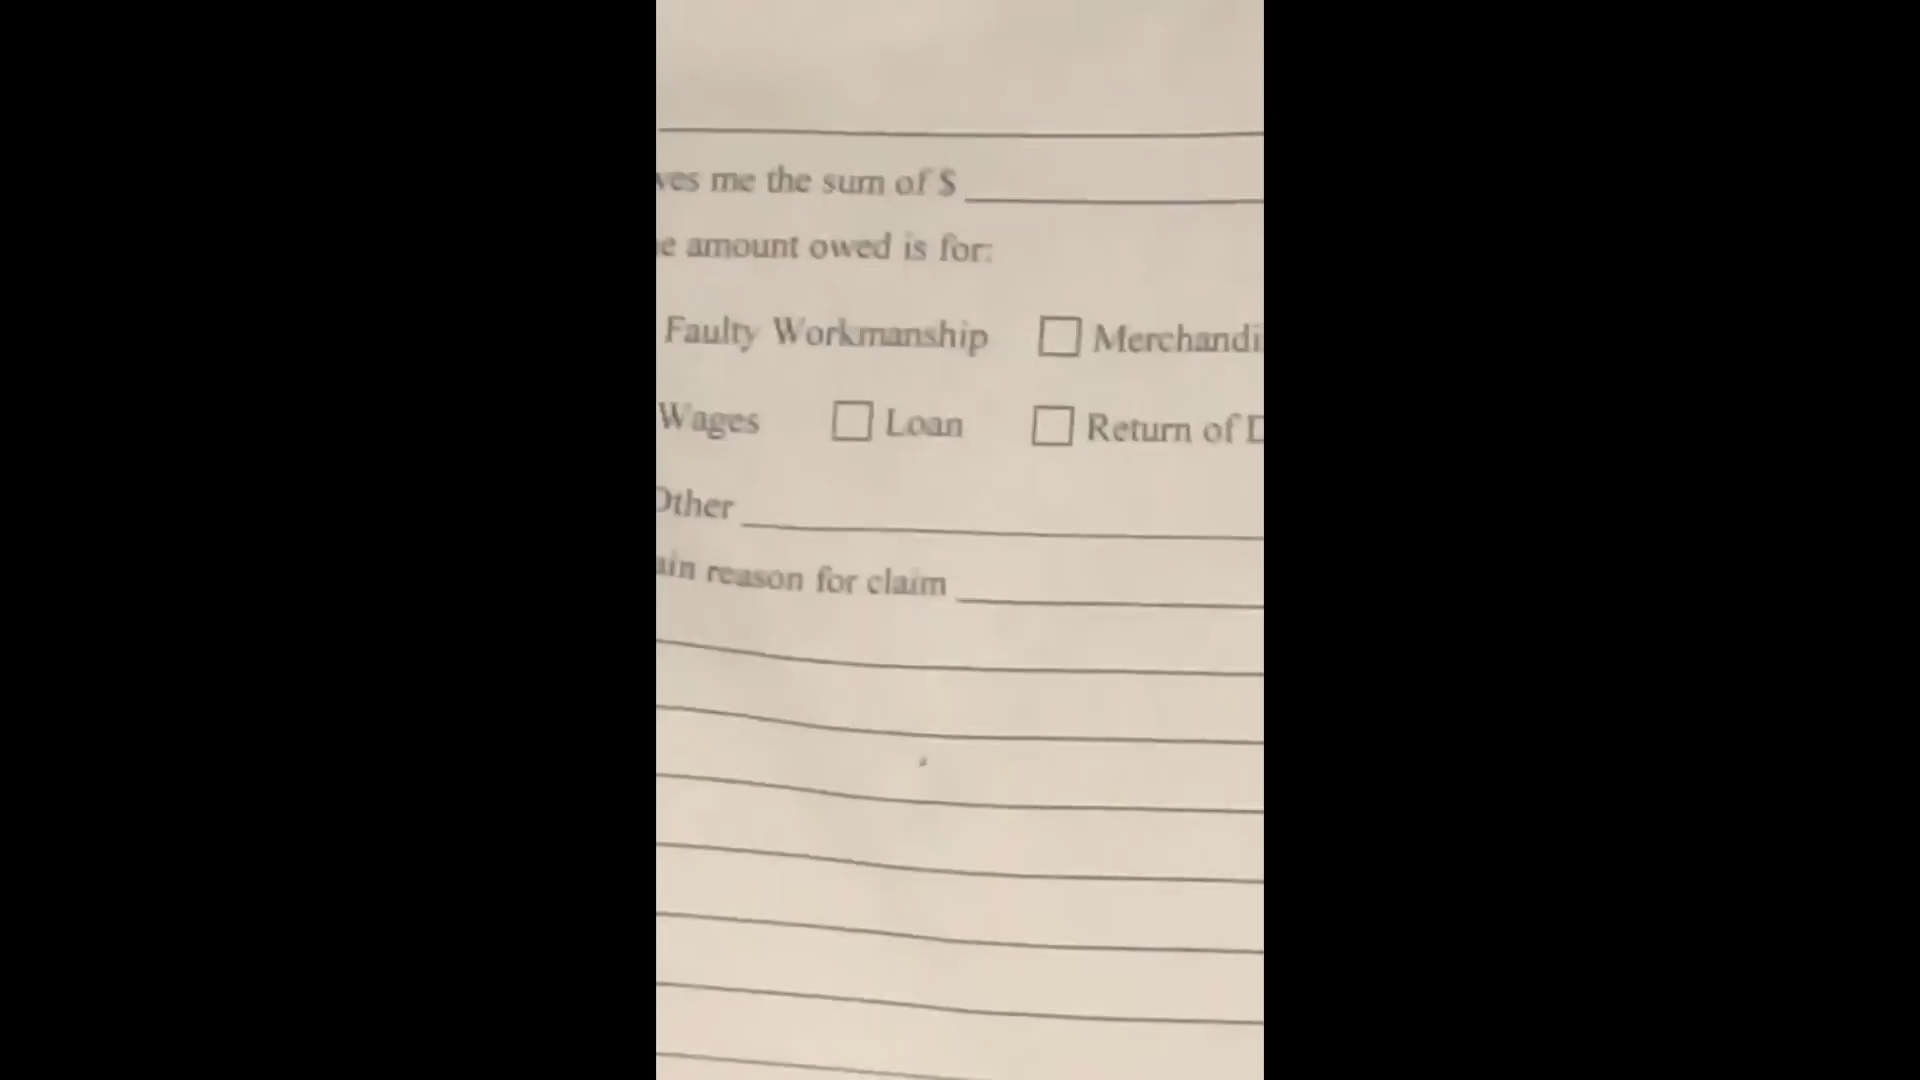 ves me the sum of $
e amount owed is for:
Faulty Workmanship Merchandi
Wages Loan Return of D
Other
ain reason for claim